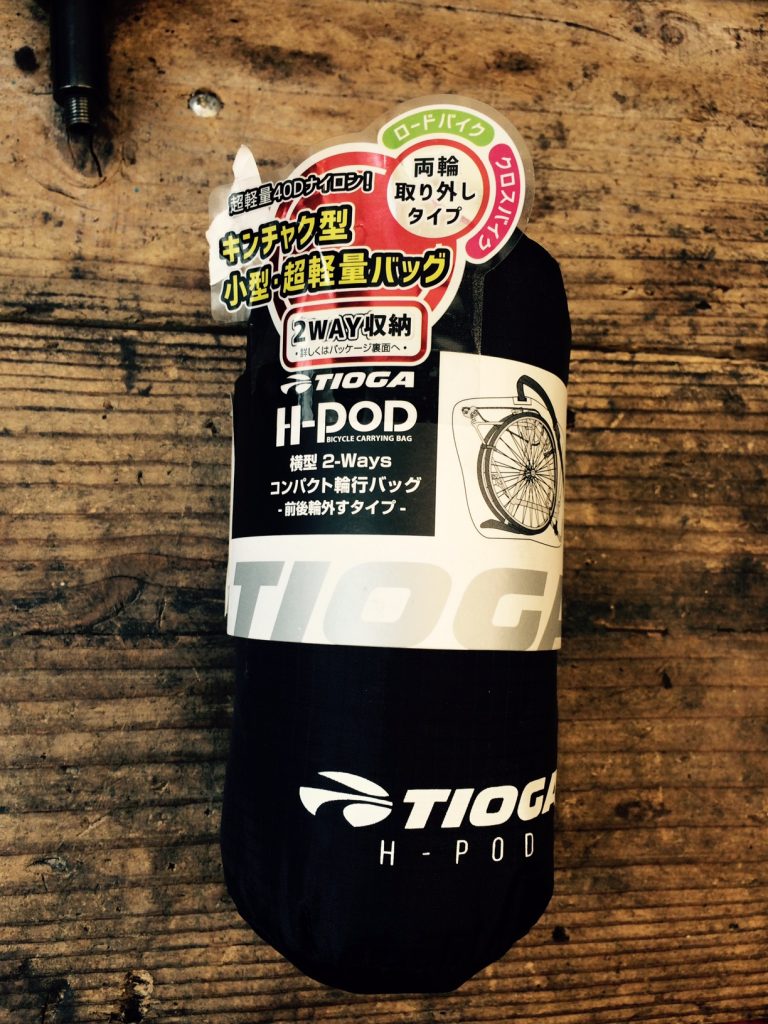 ロードバイク
クロスバイク
両輪
取り外し
タイプ
超軽量40Dナイロン!
キンチャク型
小型・超軽量バッグ
2WAY収納
・詳しくはパッケージ裏面へ・
TIOGA
H-POD
BICYCLE CARRYING BAG
横型 2-Ways
コンパクト輪行バッグ
- 前後輪外すタイプ -
TIOGA
TIOGA
H-POD